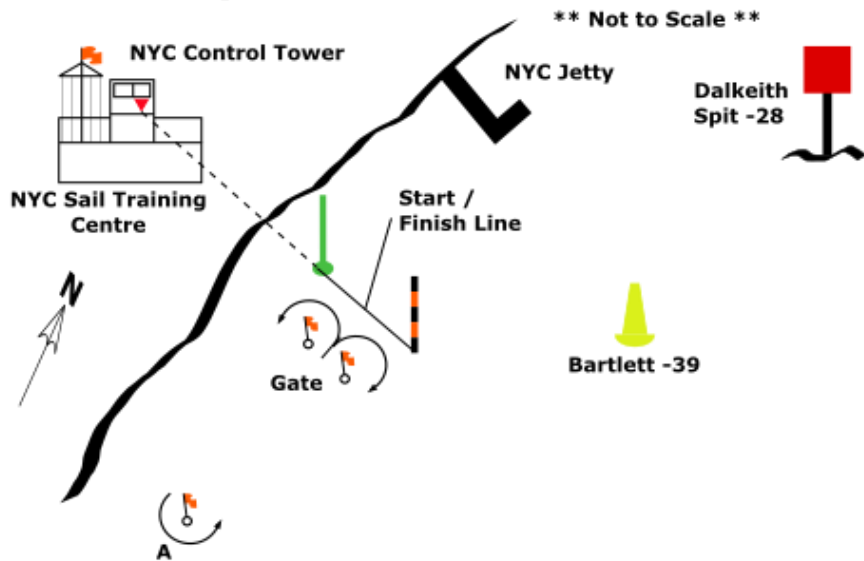 ** Not to Scale **
NYC Control Tower
NYC Jetty
Dalkeith
Spit -28
NYC Sail Training
Centre
Start /
Finish Line
N
Gate
Bartlett -39
A